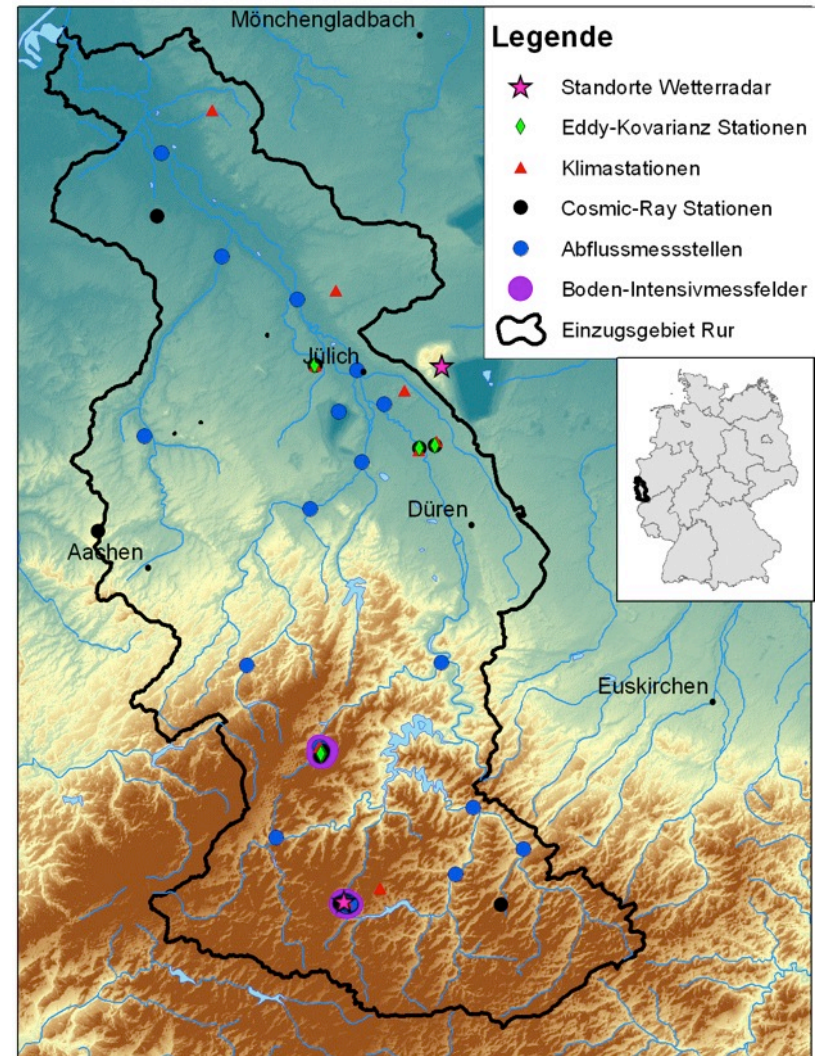 Mönchengladbach
Legende
Standorte Wetterradar
Eddy-Kovarianz Stationen
Klimastationen
Cosmic-Ray Stationen
Abflussmessstellen
Boden-Intensivmessfelder
Einzugsgebiet Rur
Jülich
Düren
Aachen
Euskirchen